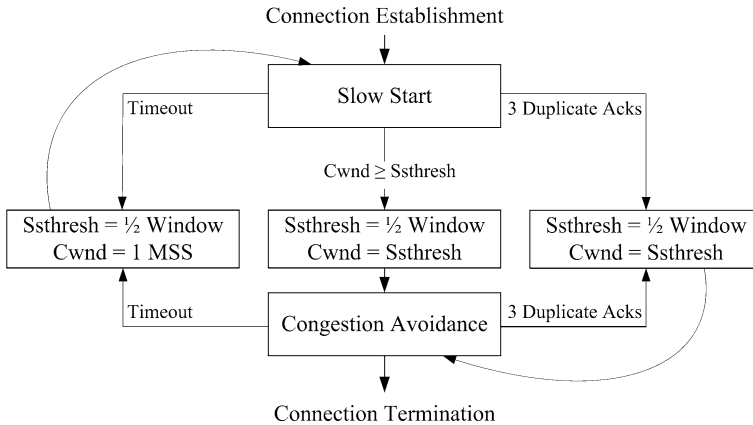 Connection Establishment
Slow Start
Timeout
3 Duplicate Acks
Cwnd ≥ Ssthresh
Ssthresh = ½ Window
Cwnd = 1 MSS
Ssthresh = ½ Window
Cwnd = Ssthresh
Ssthresh = ½ Window
Cwnd = Ssthresh
Timeout
Congestion Avoidance
3 Duplicate Acks
Connection Termination